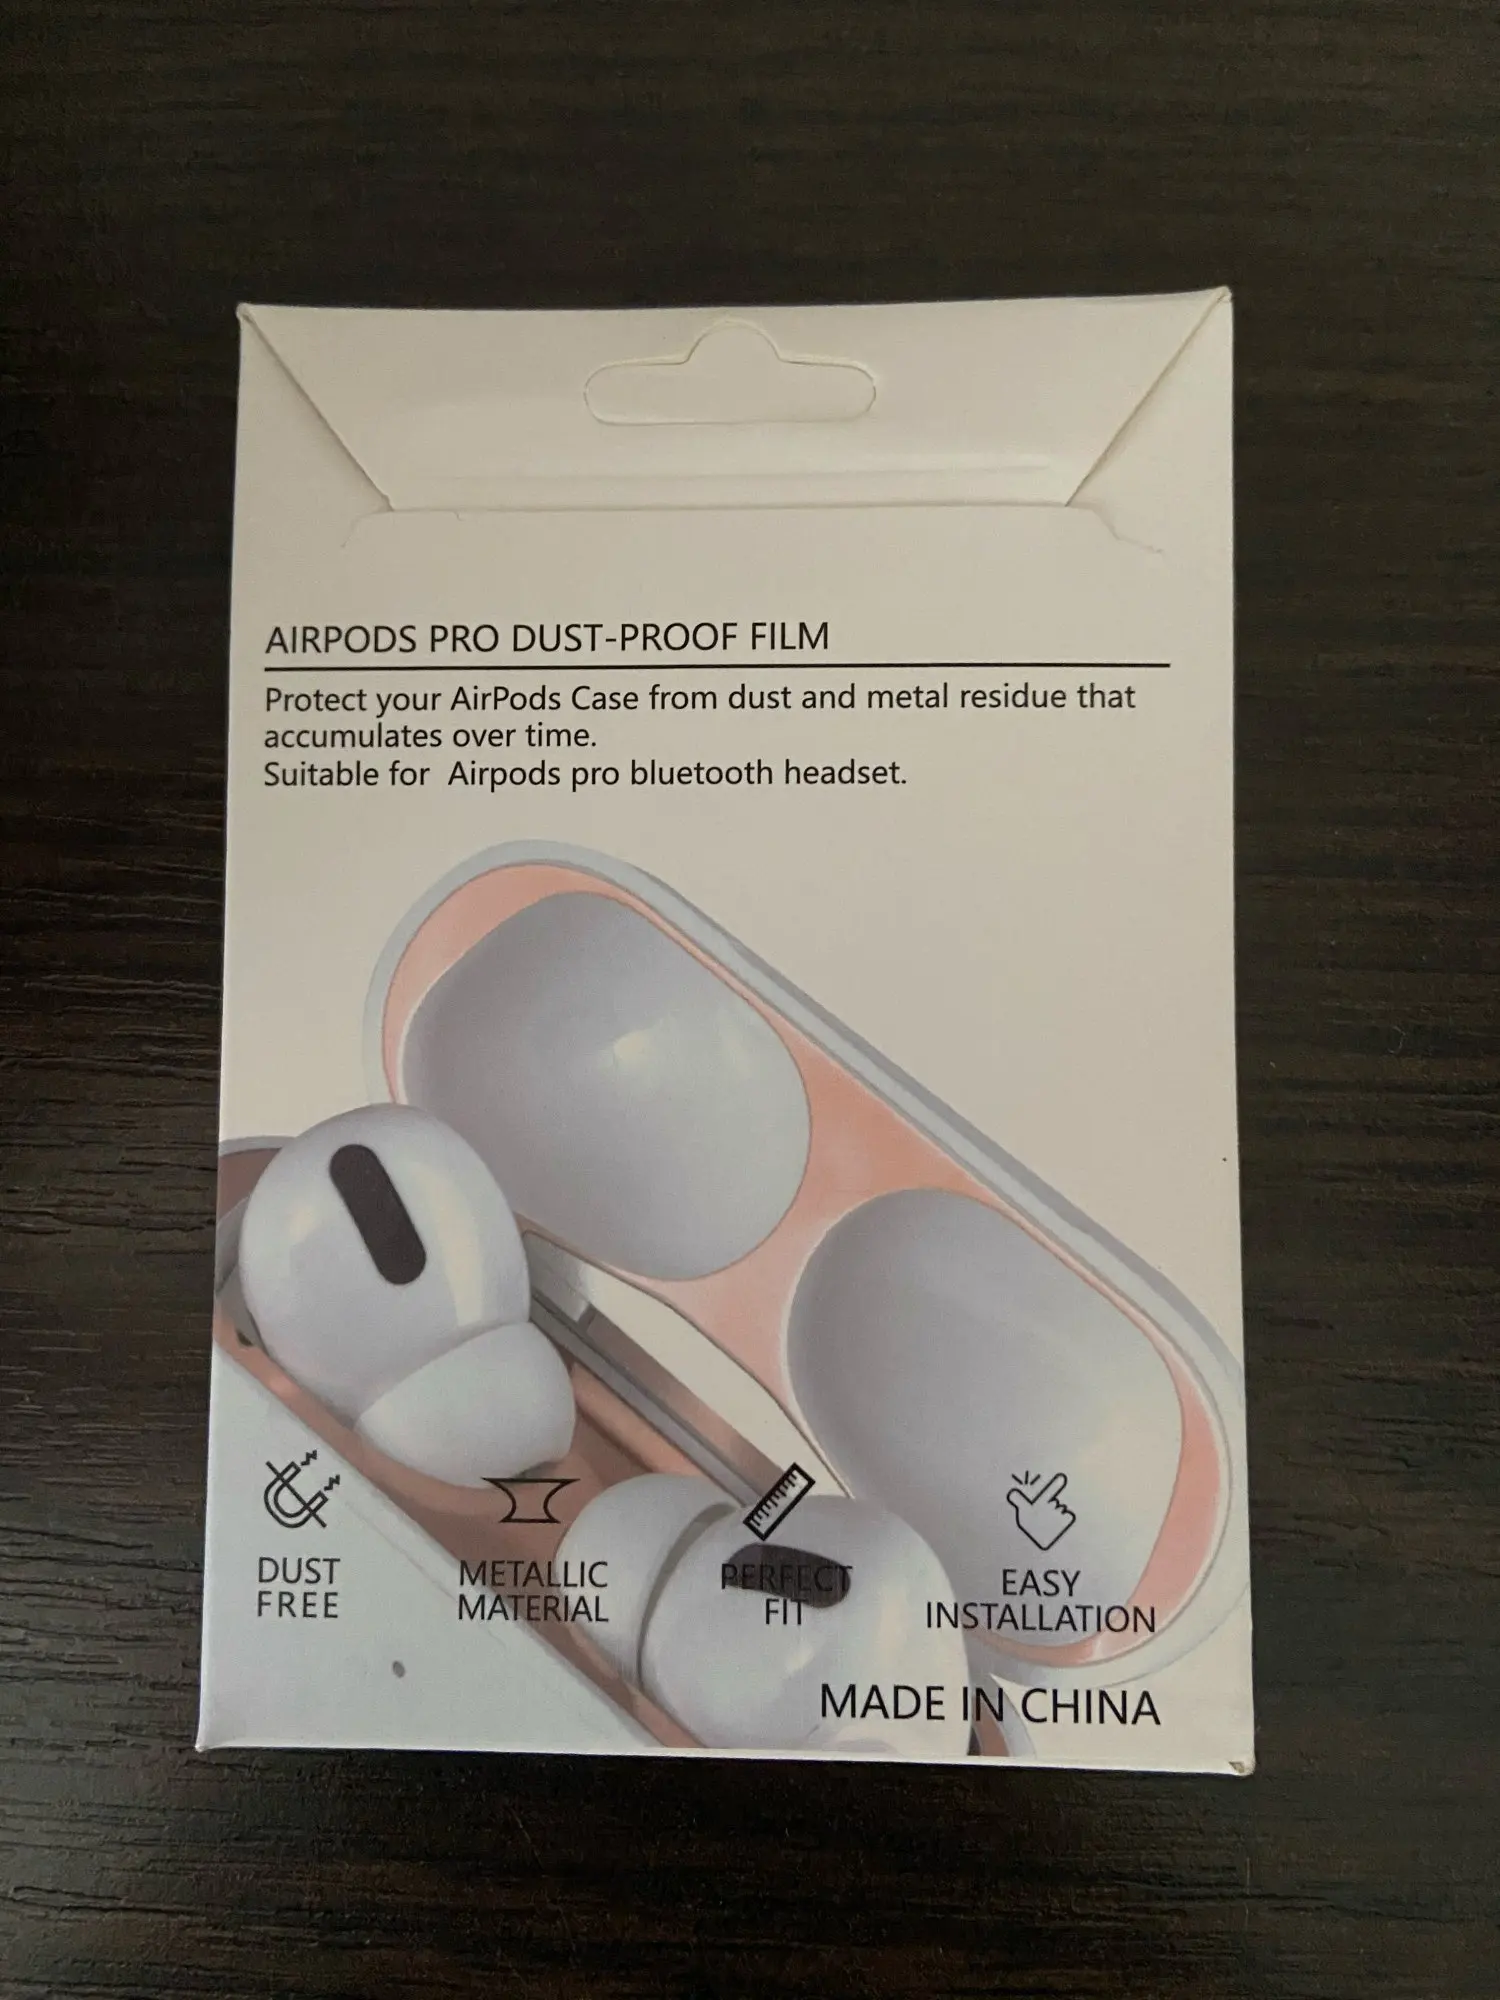 AIRPODS PRO DUST-PROOF FILM
Protect your AirPods Case from dust and metal residue that
accumulates over time.
Suitable for  Airpods pro bluetooth headset.
DUST
FREE
METALLIC
MATERIAL
PERFECT
FIT
EASY
INSTALLATION
MADE IN CHINA